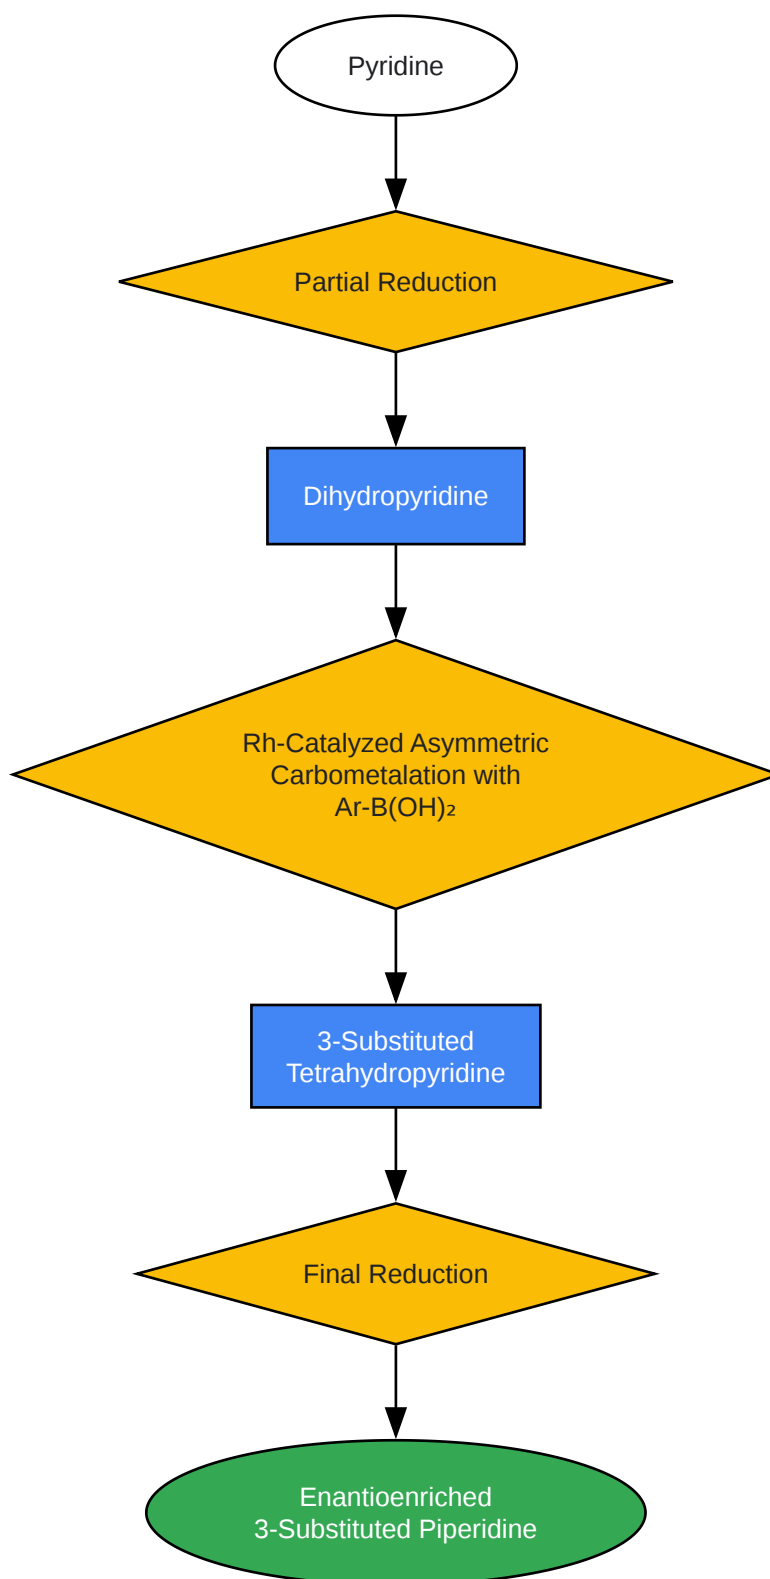 Pyridine
Partial Reduction
Dihydropyridine
Rh-Catalyzed Asymmetric
Carbometalation with
Ar-B(OH)₂
3-Substituted
Tetrahydropyridine
Final Reduction
Enantioenriched
3-Substituted Piperidine